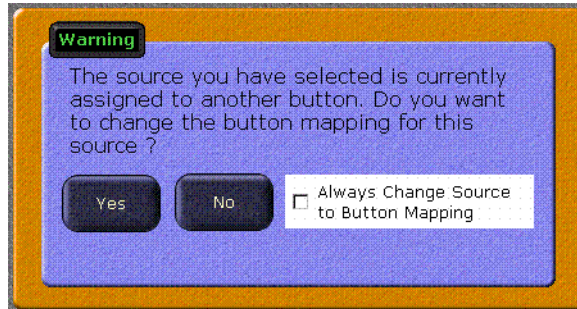 Warning
The source you have selected is currently
assigned to another button. Do you want
to change the button mapping for this
source ?
Yes
No
Always Change Source
to Button Mapping